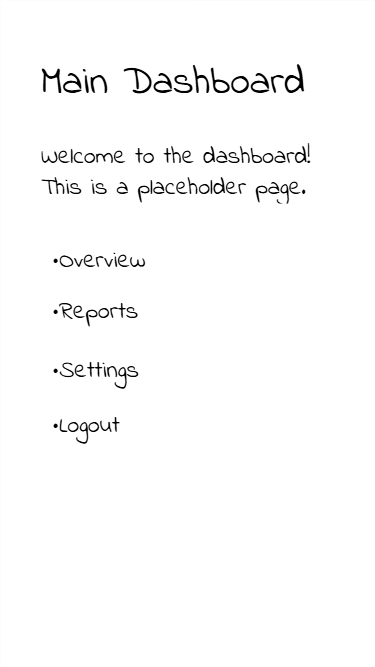 Main Dashboard
Welcome to the dashboard!
This is a placeholder page.
•Overview
•Reports
•Settings
•Logout